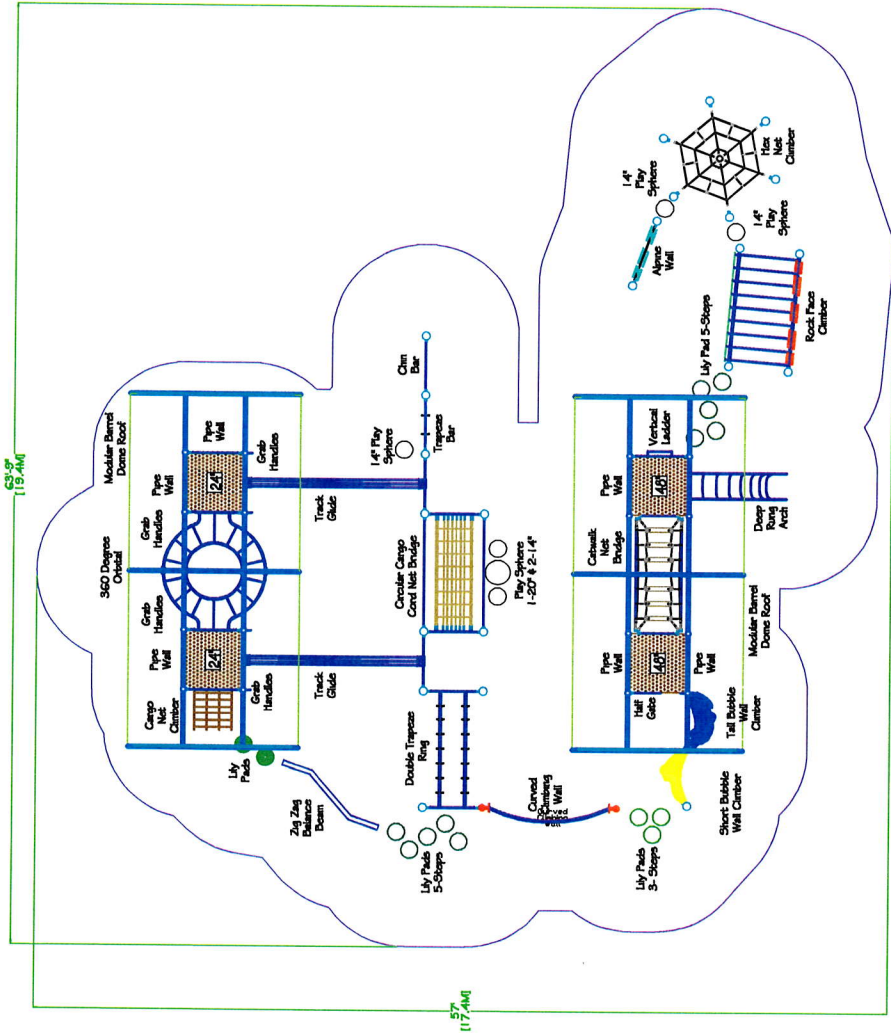 63'-9"
[19.4M]
57'
[17.4M]
Modular Barrel
Dome Roof
Pipe
Wall
Pipe
Wall
24"
Grab
Handles
Grab
Handles
360 Degree
Orbital
Grab
Handles
Pipe
Wall
24"
Grab
Handles
Cargo
Net
Climber
Lily
Pads
Zig Zag
Balance
Beam
Lily Pads
5-Steps
Track
Glide
Track
Glide
Chin
Bar
Trapeze
Bar
14" Play
Sphere
Circular Cargo
Cord Net Bridge
Play Sphere
1-20" & 2-14"
Double Trapeze
Ring
Curved
Climbing
Wall
Lily Pads
3- Steps
Short Bubble
Wall Climber
Tall Bubble
Wall
Climber
Half
Gate
Pipe
Wall
48"
Pipe
Wall
Modular Barrel
Dome Roof
Catwalk
Net Bridge
Pipe
Wall
48"
Vertical
Ladder
Deep
Rung
Arch
Lily Pad 5-Steps
Rock Face
Climber
Alpine
Wall
14"
Play
Sphere
14"
Play
Sphere
Hex
Net
Climber